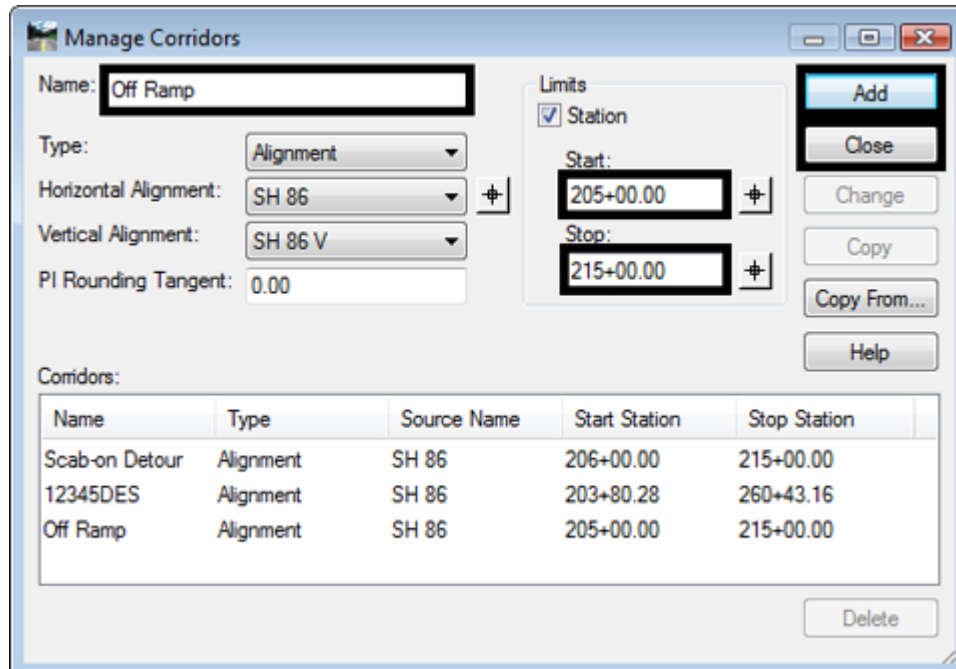 Manage Corridors
Name: Off Ramp
Type: Alignment
Horizontal Alignment: SH 86
Vertical Alignment: SH 86 V
PI Rounding Tangent: 0.00
Limits
Station
Start:
205+00.00
Stop:
215+00.00
Add
Close
Change
Copy
Copy From...
Help
Corridors:
Name Type Source Name Start Station Stop Station
Scab-on Detour Alignment SH 86 206+00.00 215+00.00
12345DES Alignment SH 86 203+80.28 260+43.16
Off Ramp Alignment SH 86 205+00.00 215+00.00
Delete